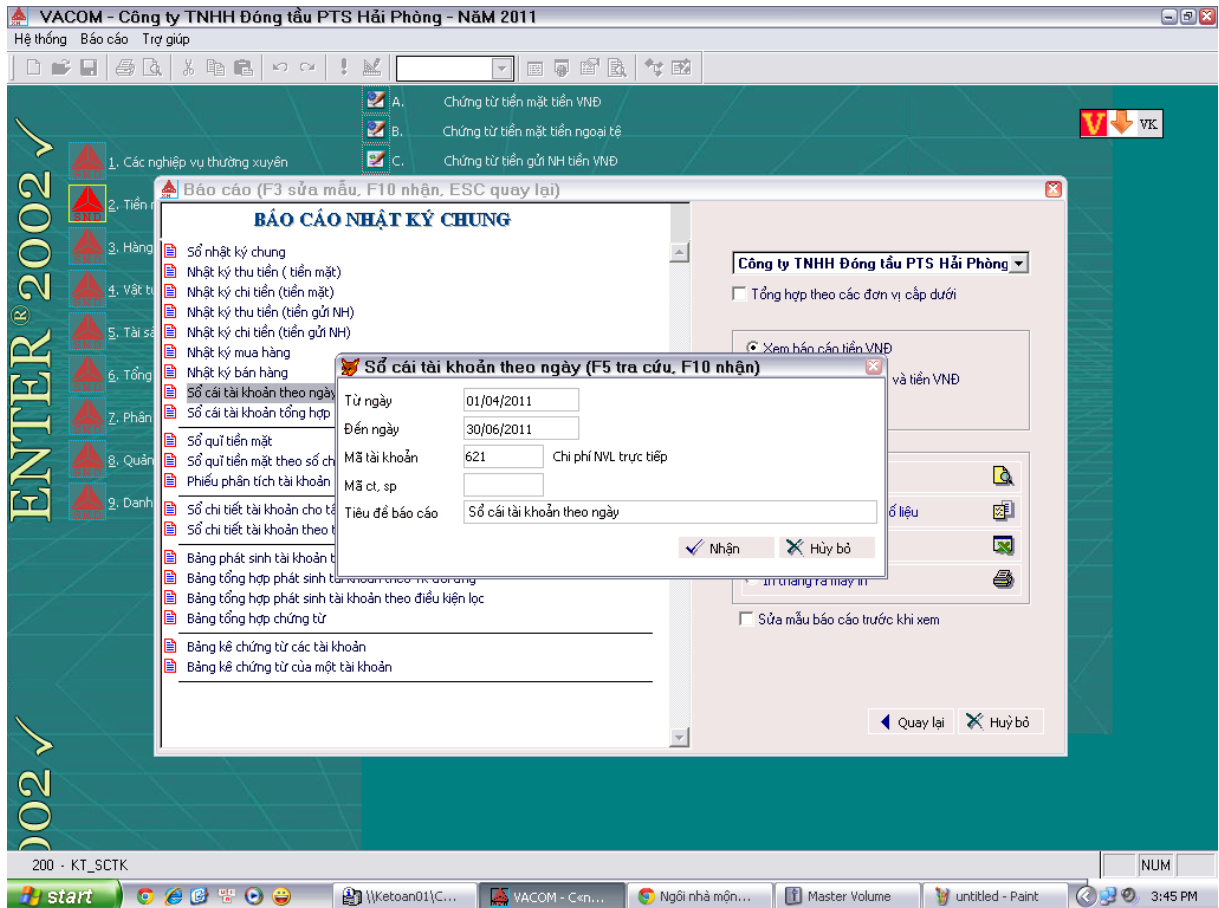 VACOM - Công ty TNHH Đóng tầu PTS Hải Phòng - NăM 2011
Hệ thống Báo cáo Trợ giúp
A. Chứng từ tiền mặt tiền VNĐ
B. Chứng từ tiền mặt tiền ngoại tệ
C. Chứng từ tiền gửi NH tiền VNĐ
V VK
ENTER®2002
1. Các nghiệp vụ thường xuyên
2. Tiền
3. Hàng
4. Vật
5. Tài
6. Tổng
7. Phân
8. Quản
9. Danh
Báo cáo (F3 sửa mẫu, F10 nhận, ESC quay lại)
BÁO CÁO NHẬT KÝ CHUNG
Sổ nhật ký chung
Nhật ký thu tiền ( tiền mặt)
Nhật ký chi tiền (tiền mặt)
Nhật ký thu tiền (tiền gửi NH)
Nhật ký chi tiền (tiền gửi NH)
Nhật ký mua hàng
Nhật ký bán hàng
Sổ cái tài khoản theo ngày
Sổ cái tài khoản tổng hợp
Sổ quĩ tiền mặt
Sổ quĩ tiền mặt theo số
Phiếu phân tích tài khoản
Sổ chi tiết tài khoản cho
Sổ chi tiết tài khoản theo
Bảng phát sinh tài khoản
Bảng tổng hợp phát sinh tài khoản theo TK đối ứng
Bảng tổng hợp phát sinh tài khoản theo điều kiện lọc
Bảng tổng hợp chứng từ
Bảng kê chứng từ các tài khoản
Bảng kê chứng từ của một tài khoản
Công ty TNHH Đóng tầu PTS Hải Phòng
Tổng hợp theo các đơn vị cấp dưới
Xem báo cáo tiền VNĐ
và tiền VNĐ
số liệu
In thẳng ra máy in
Sửa mẫu báo cáo trước khi xem
Quay lại Huỷ bỏ
Sổ cái tài khoản theo ngày (F5 tra cứu, F10 nhận)
Từ ngày 01/04/2011
Đến ngày 30/06/2011
Mã tài khoản 621 Chi phí NVL trực tiếp
Mã ct, sp
Tiêu đề báo cáo Sổ cái tài khoản theo ngày
Nhận Hủy bỏ
002
200 - KT_SCTK NUM
start \\Ketoan01\C... VACOM - C«n... Ngôi nhà mộn... Master Volume untitled - Paint 3:45 PM